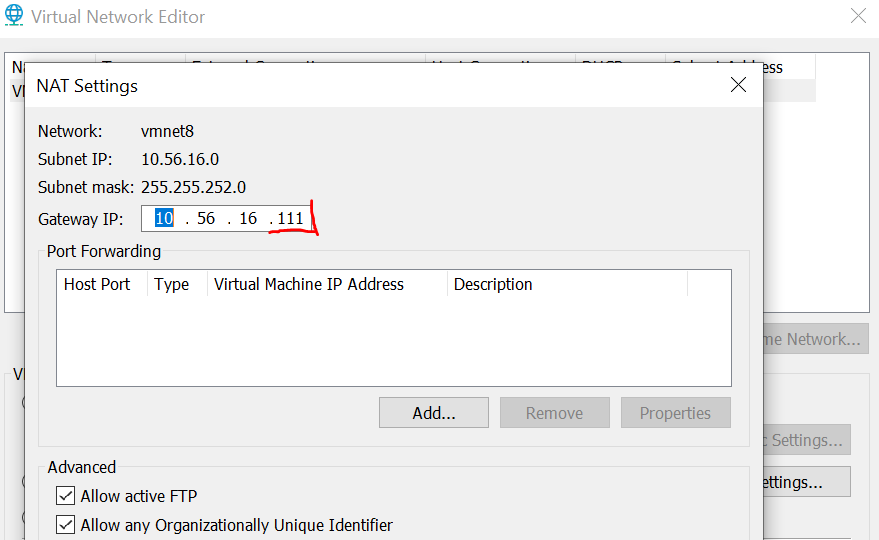 Virtual Network Editor
NAT Settings
Network: vmnet8
Subnet IP: 10.56.16.0
Subnet mask: 255.255.252.0
Gateway IP: 10 . 56 . 16 . 111
Port Forwarding
Host Port Type Virtual Machine IP Address Description
me Network...
Add... Remove Properties
c Settings...
Advanced
ettings...
Allow active FTP
Allow any Organizationally Unique Identifier